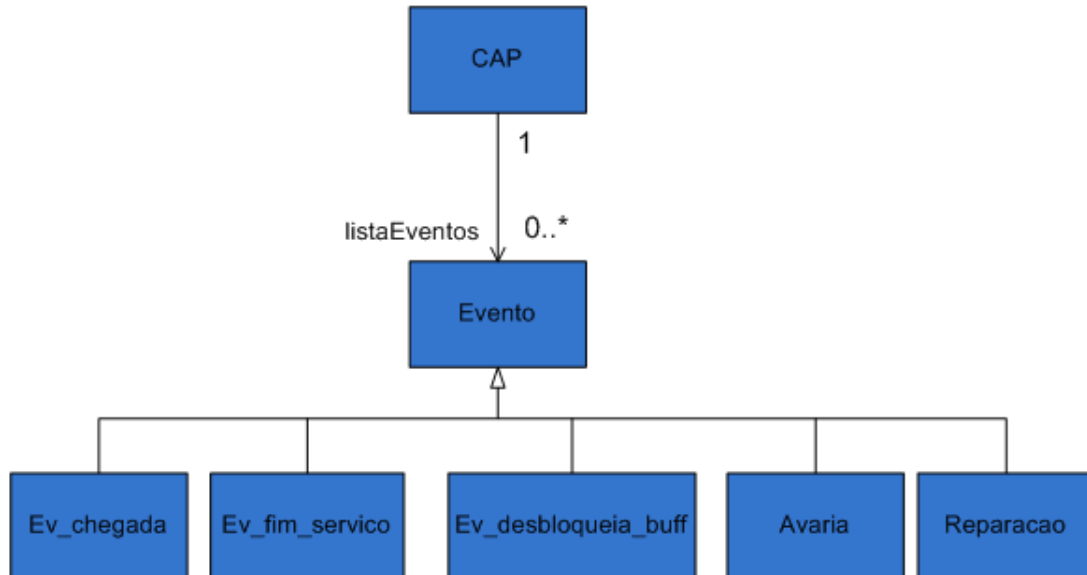 CAP
1
listaEventos
0..*
Evento
Ev_chegada
Ev_fim_servico
Ev_desbloqueia_buff
Avaria
Reparacao